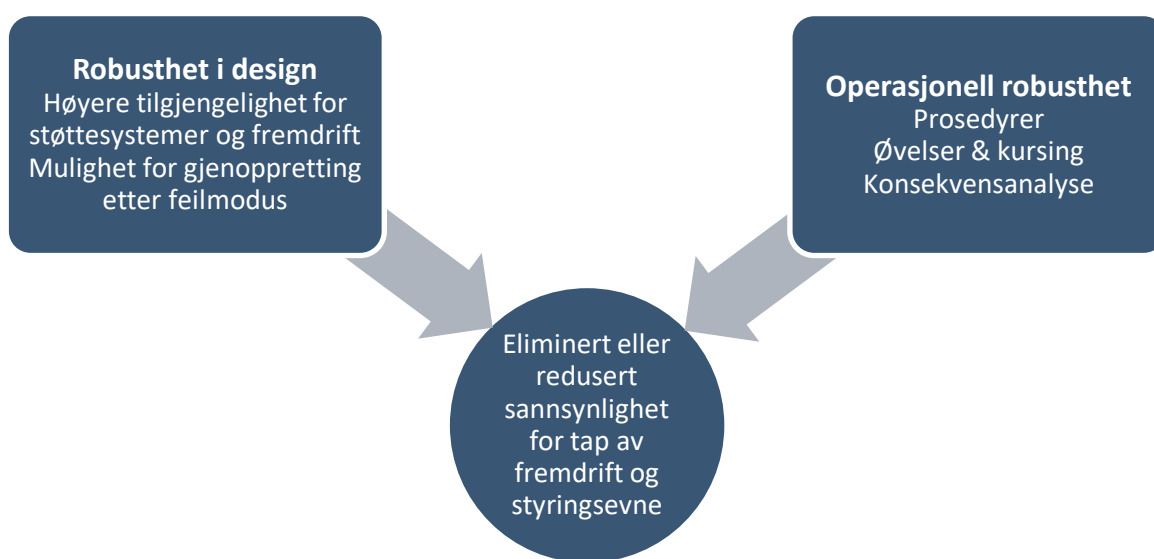 Robusthet i design
Høyere tilgjengelighet for
støttesystemer og fremdrift
Mulighet for gjenoppretting
etter feilmodus
Operasjonell robusthet
Prosedyrer
Øvelser & kursing
Konsekvensanalyse
Eliminert eller
redusert
sannsynlighet
for tap av
fremdrift og
styringsevne